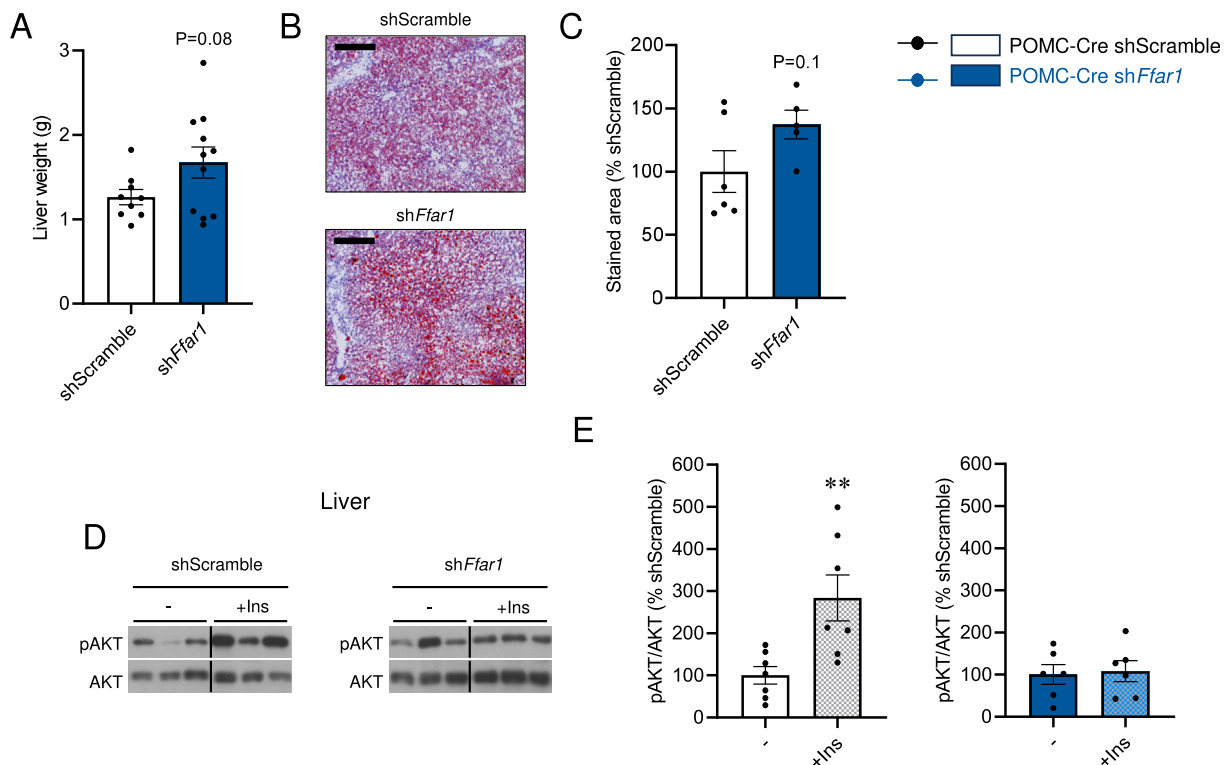 A
Liver weight (g)
3
2
1
0
P=0.08
shScramble
shFfar1
B
shScramble
shFfar1
C
Stained area (% shScramble)
200
150
100
50
0
P=0.1
shScramble
shFfar1
POMC-Cre shScramble
POMC-Cre shFfar1
Liver
D
shScramble
- +Ins
pAKT
AKT
shFfar1
- +Ins
pAKT
AKT
E
pAKT/AKT (% shScramble)
600
500
400
300
200
100
0
**
-
+Ins
pAKT/AKT (% shScramble)
600
500
400
300
200
100
0
-
+Ins